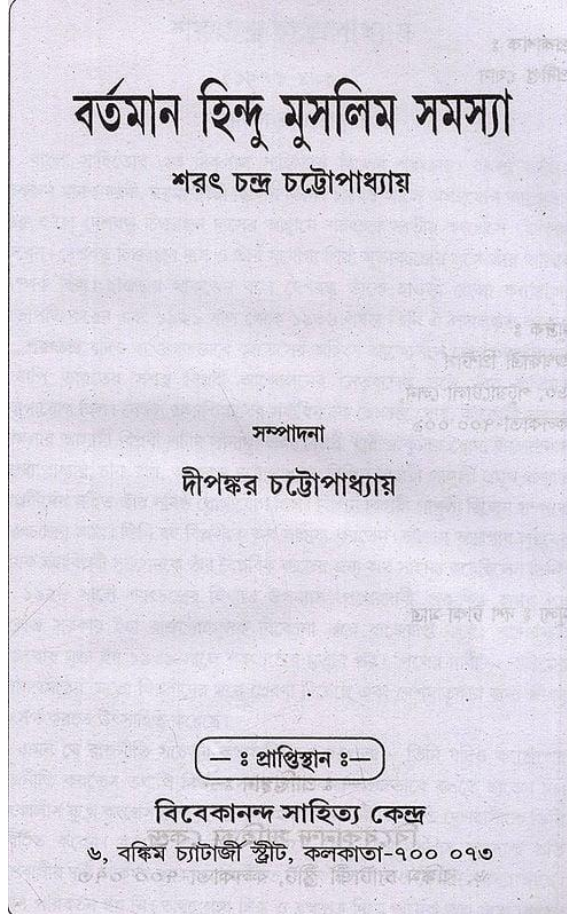 বর্তমান হিন্দু মুসলিম সমস্যা
শরৎ চন্দ্র চট্টোপাধ্যায়
সম্পাদনা
দীপঙ্কর চট্টোপাধ্যায়
— ঃ প্রাপ্তিস্থান ঃ—
বিবেকানন্দ সাহিত্য কেন্দ্র
৬, বঙ্কিম চ্যাটার্জী স্ট্রীট, কলকাতা-৭০০ ০৭৩